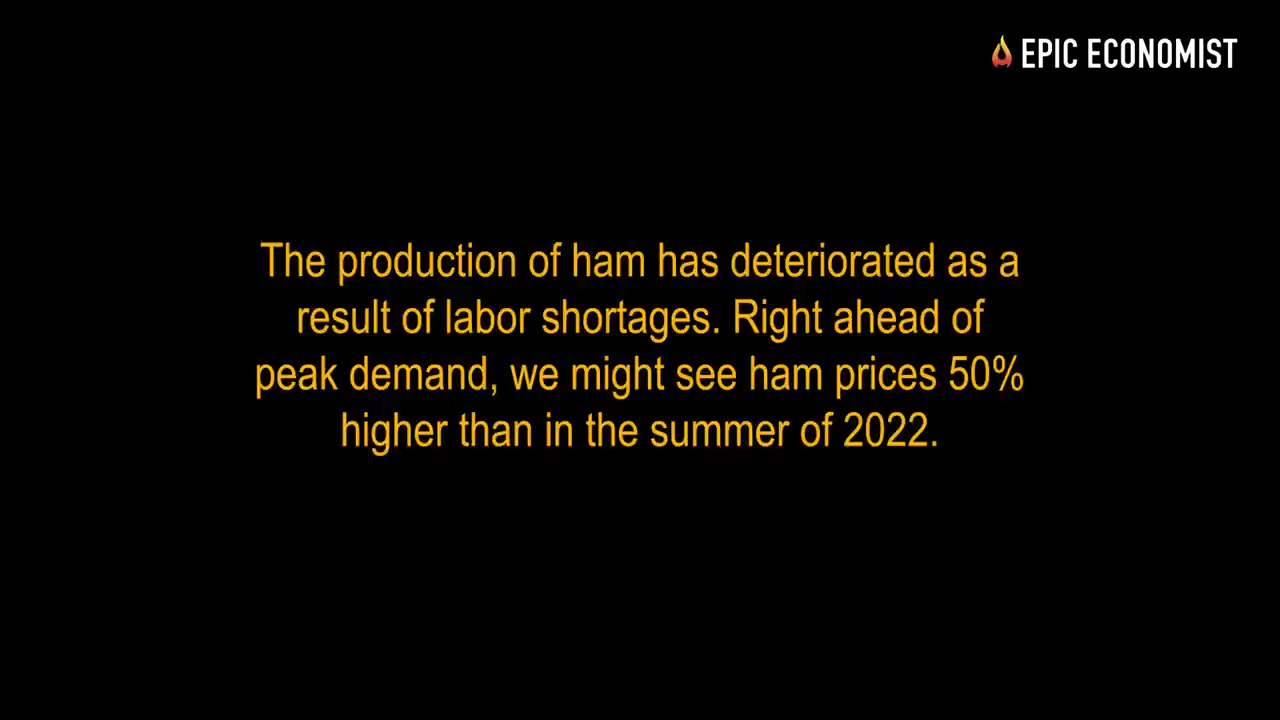 EPIC ECONOMIST
The production of ham has deteriorated as a
result of labor shortages. Right ahead of
peak demand, we might see ham prices 50%
higher than in the summer of 2022.